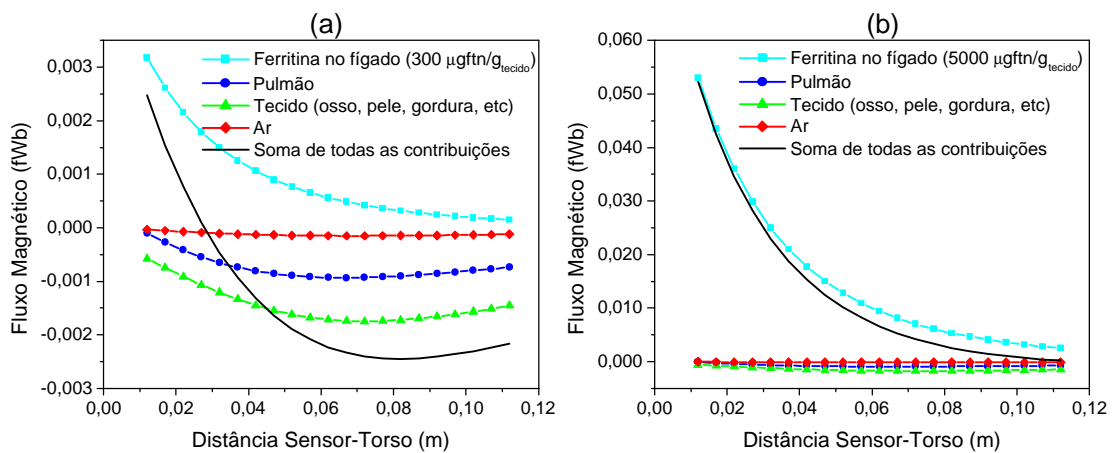 (a)
Ferritina no fígado (300 μgftn/g_tecido)
Pulmão
Tecido (osso, pele, gordura, etc)
Ar
Soma de todas as contribuições
Fluxo Magnético (fWb)
0,003
0,002
0,001
0,000
-0,001
-0,002
-0,003
0,00 0,02 0,04 0,06 0,08 0,10 0,12
Distância Sensor-Torso (m)
(b)
Ferritina no fígado (5000 μgftn/g_tecido)
Pulmão
Tecido (osso, pele, gordura, etc)
Ar
Soma de todas as contribuições
Fluxo Magnético (fWb)
0,060
0,050
0,040
0,030
0,020
0,010
0,000
0,00 0,02 0,04 0,06 0,08 0,10 0,12
Distância Sensor-Torso (m)